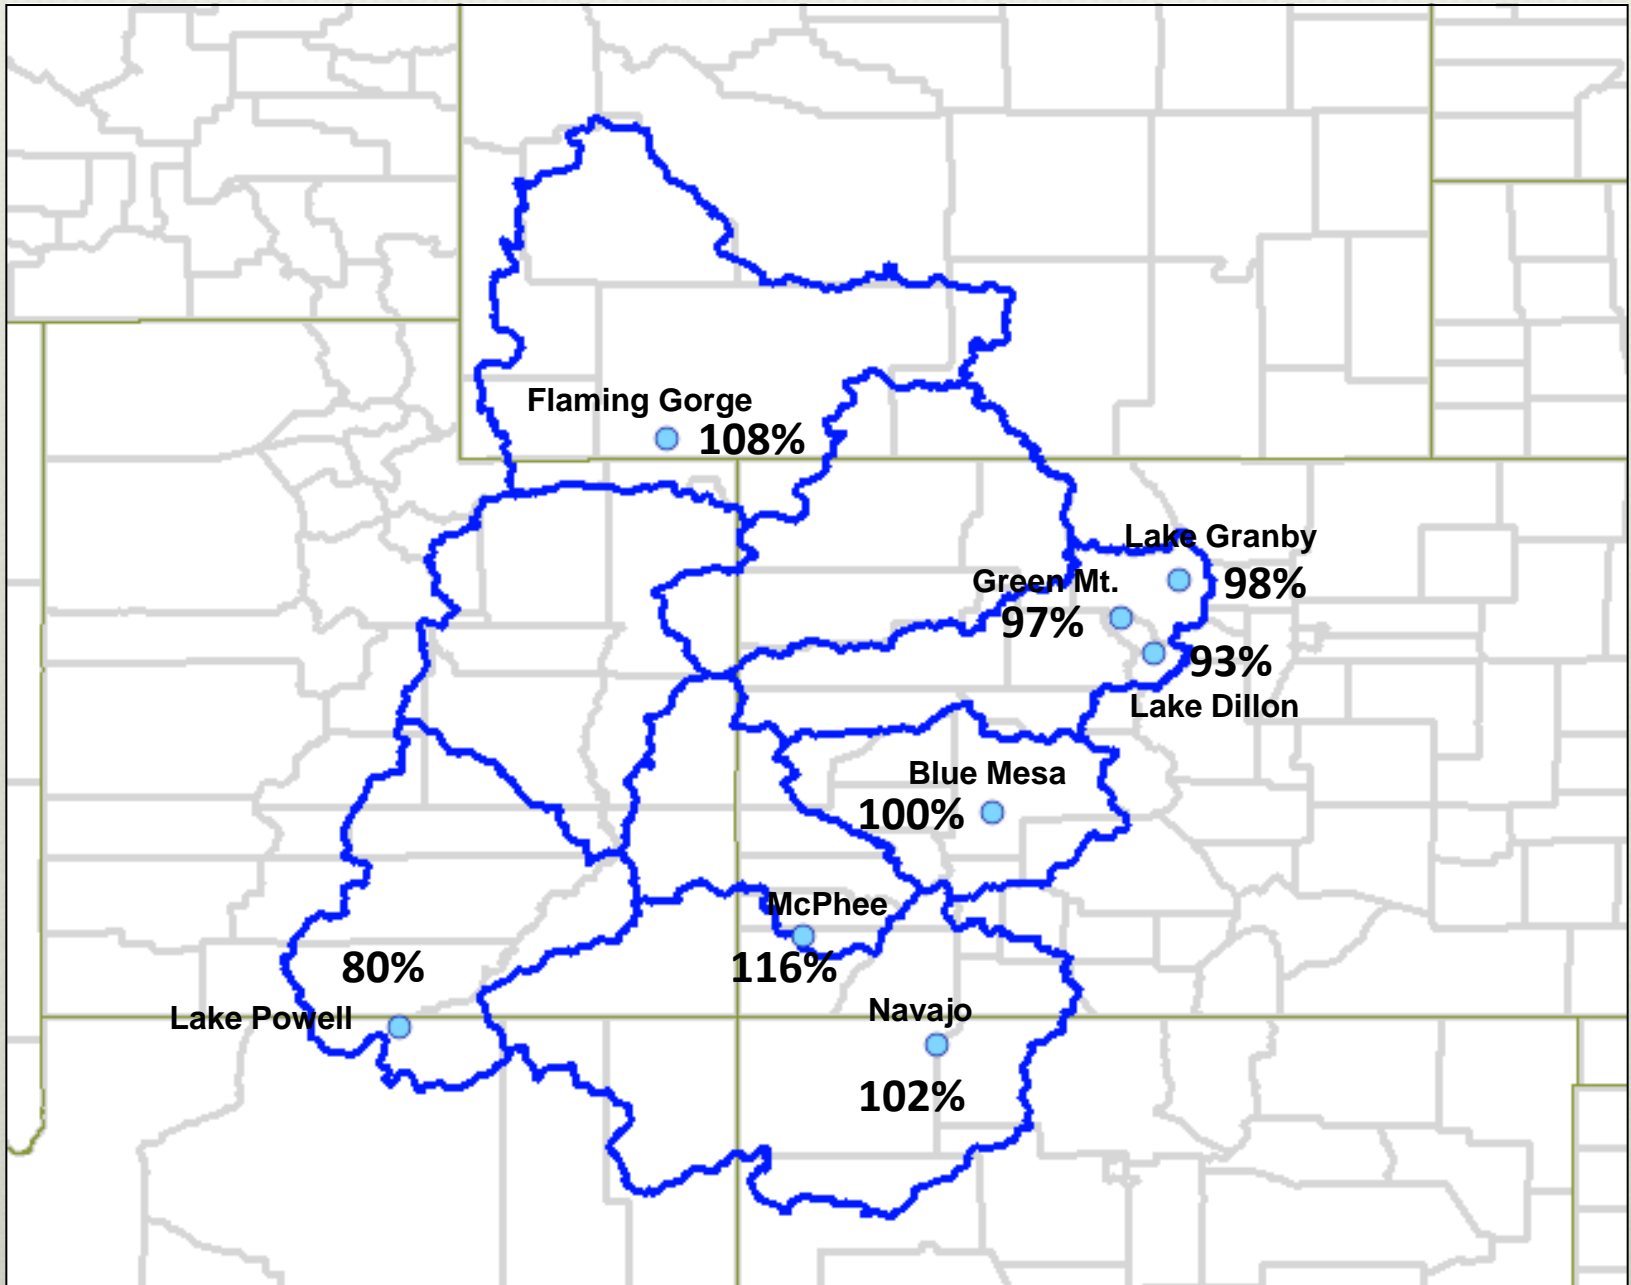 Flaming Gorge
108%
Lake Granby
98%
Green Mt.
97%
93%
Lake Dillon
Blue Mesa
100%
McPhee
116%
80%
Lake Powell
Navajo
102%